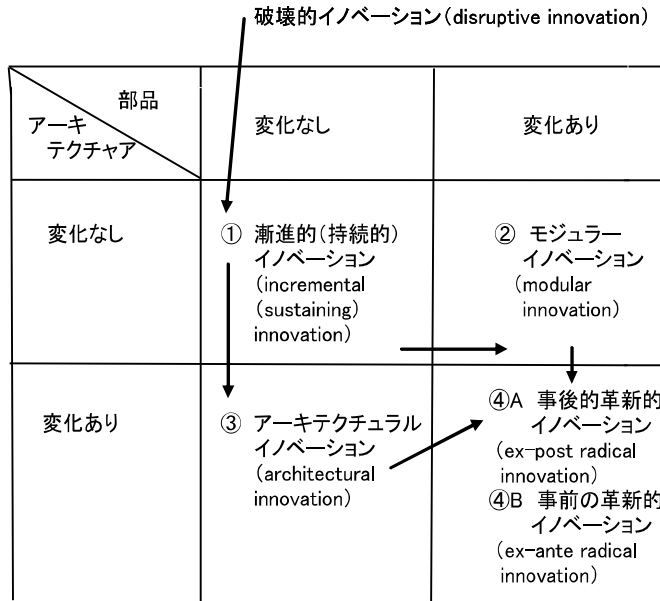 破壊的イノベーション(disruptive innovation)
部品
アーキ
テクチャア
変化なし
変化あり
変化なし
① 漸進的(持続的)
イノベーション
(incremental
(sustaining)
innovation)
② モジュラー
イノベーション
(modular
innovation)
変化あり
③ アーキテクチュラル
イノベーション
(architectural
innovation)
④A 事後的革新的
イノベーション
(ex-post radical
innovation)
④B 事前の革新的
イノベーション
(ex-ante radical
innovation)